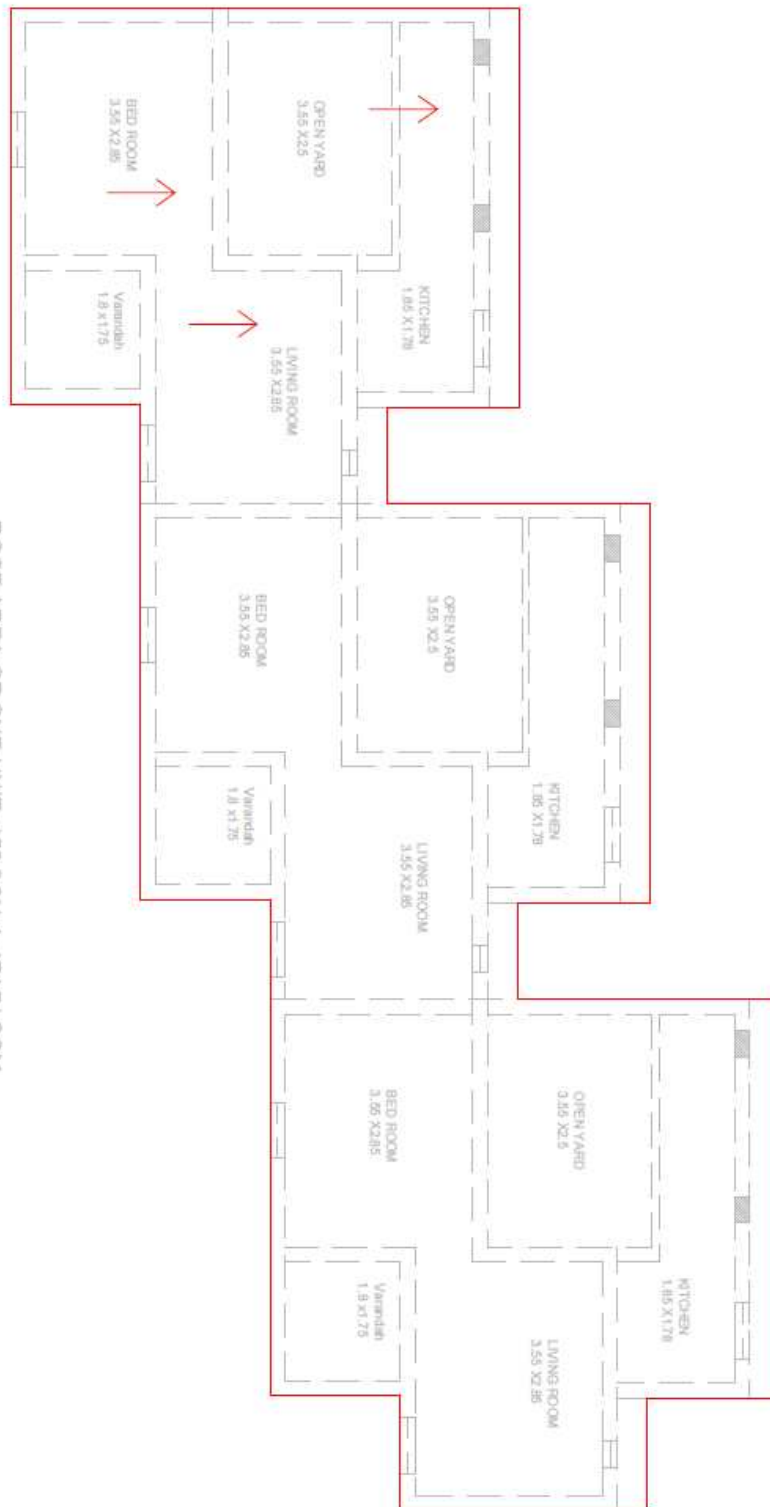 BED ROOM
3.55 X2.85
OPEN YARD
3.55 X2.5
KITCHEN
1.85 X1.78
Varandah
1.8 x1.75
LIVING ROOM
3.55 X2.85
BED ROOM
3.55 X2.85
OPEN YARD
3.55 X2.5
KITCHEN
1.85 X1.78
Varandah
1.8 x1.75
LIVING ROOM
3.55 X2.85
BED ROOM
3.55 X2.85
OPEN YARD
3.55 X2.5
KITCHEN
1.85 X1.78
Varandah
1.8 x1.75
LIVING ROOM
3.55 X2.85